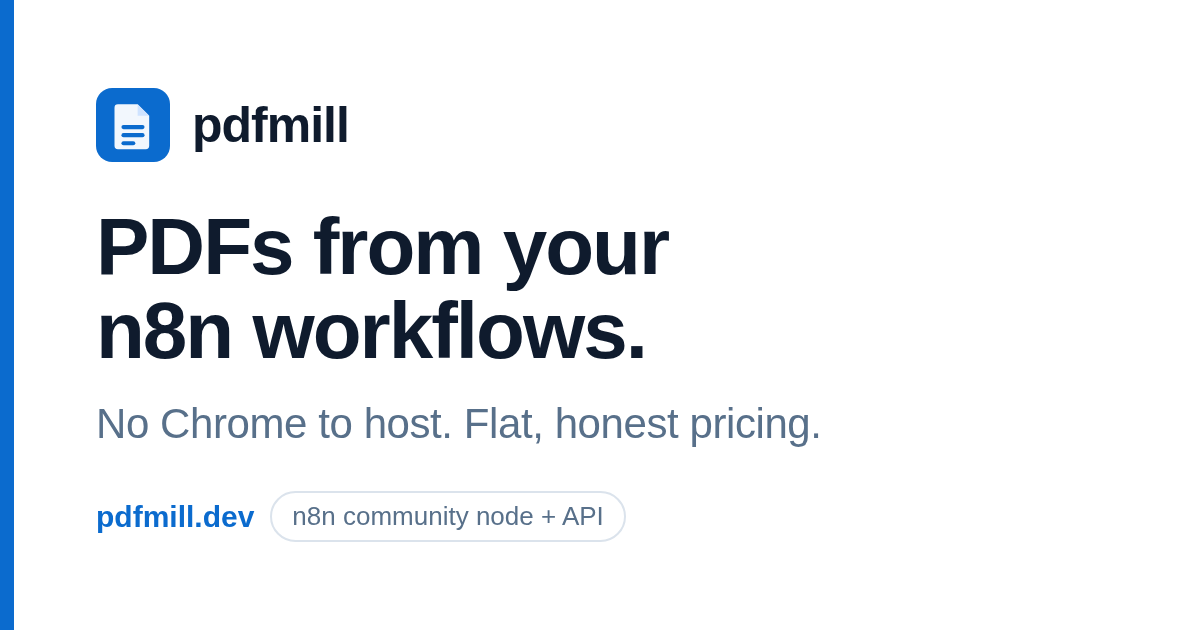 pdfmill
PDFs from your
n8n workflows.
No Chrome to host. Flat, honest pricing.
pdfmill.dev
n8n community node + API